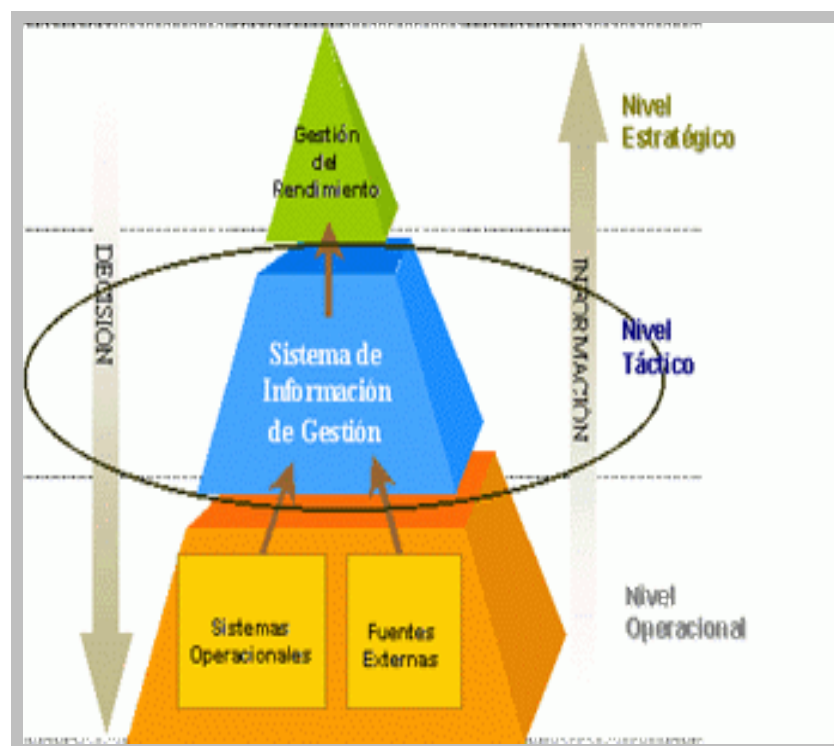 Gestión
del
Rendimiento
Nivel
Estratégico
DECISIÓN
INFORMACIÓN
Sistema de
Información
de Gestión
Nivel
Táctico
Sistemas
Operacionales
Fuentes
Externas
Nivel
Operacional